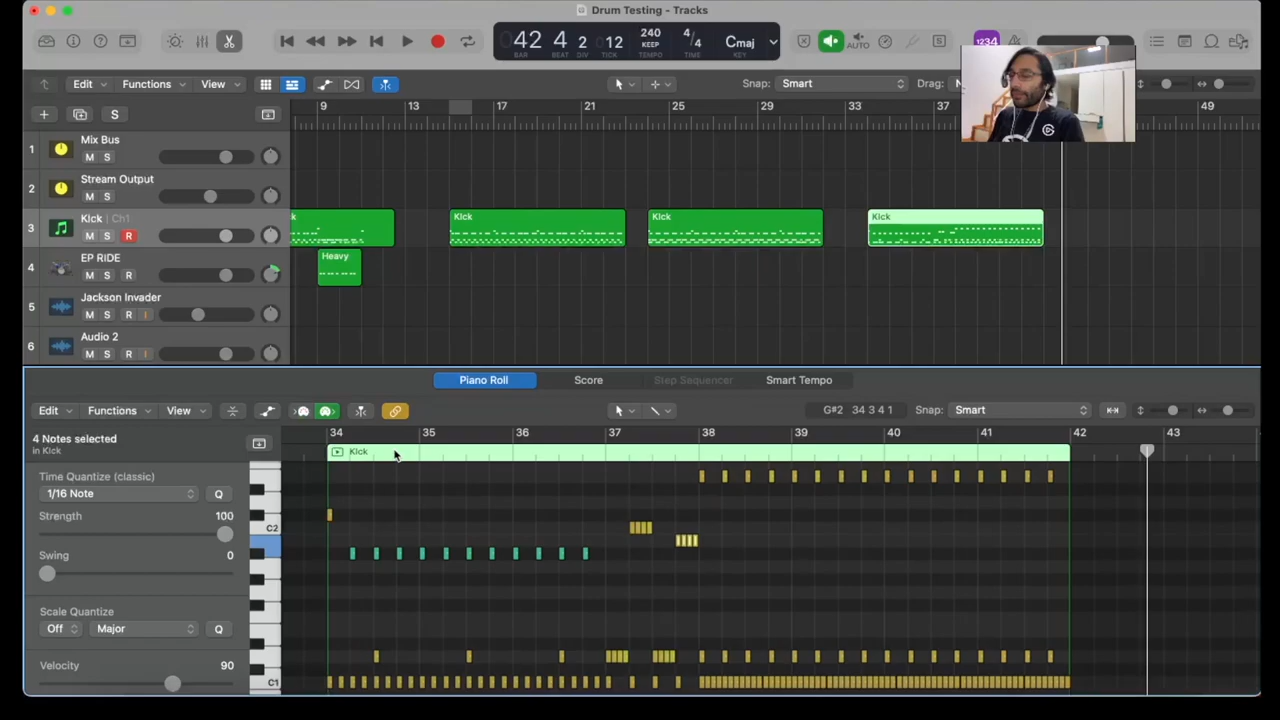 Drum Testing - Tracks
42 4 2 012
BAR BEAT DIV TICK
240
KEEP
TEMPO
4/4
TIME
Cmaj
KEY
AUTO
S
1234
Edit Functions View
Snap: Smart Drag:
S
9 13 17 21 25 29 33 37 49
1 Mix Bus
M S
2 Stream Output
M S
3 Kick | Ch1
M S R
4 EP RIDE
M S R
5 Jackson Invader
M S R I
6 Audio 2
M S R I
Kick Kick Kick
Heavy
Piano Roll Score Step Sequencer Smart Tempo
Edit Functions View
G#2 34 3 4 1 Snap: Smart
4 Notes selected
in Kick
34 35 36 37 38 39 40 41 42 43
Kick
Time Quantize (classic)
1/16 Note Q
Strength 100
Swing 0
Scale Quantize
Off Major Q
Velocity 90
C2
C1